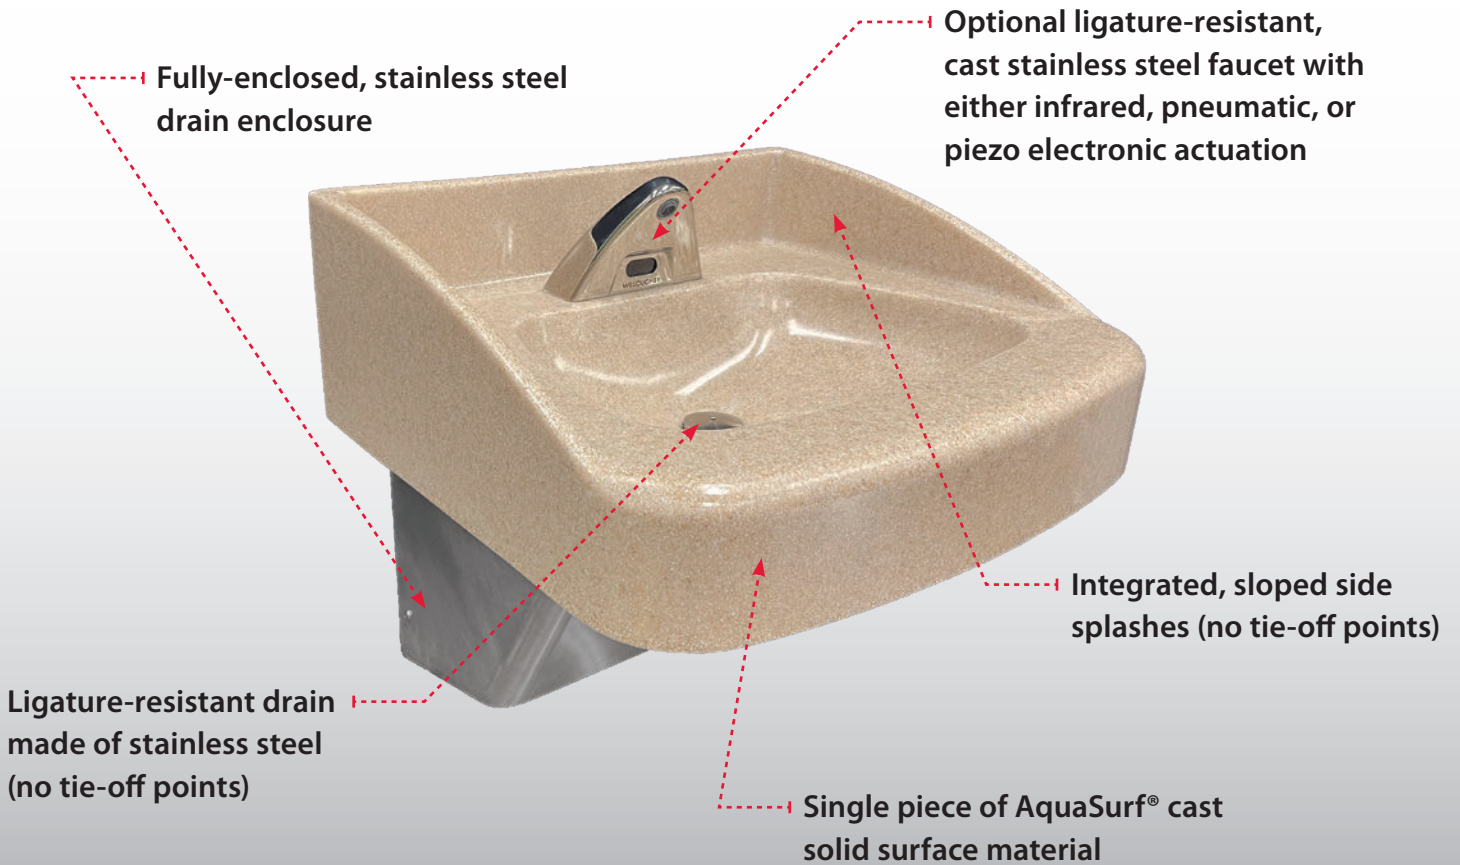 Optional ligature-resistant,
cast stainless steel faucet with
either infrared, pneumatic, or
piezo electronic actuation
Fully-enclosed, stainless steel
drain enclosure
Integrated, sloped side
splashes (no tie-off points)
Ligature-resistant drain
made of stainless steel
(no tie-off points)
Single piece of AquaSurf® cast
solid surface material